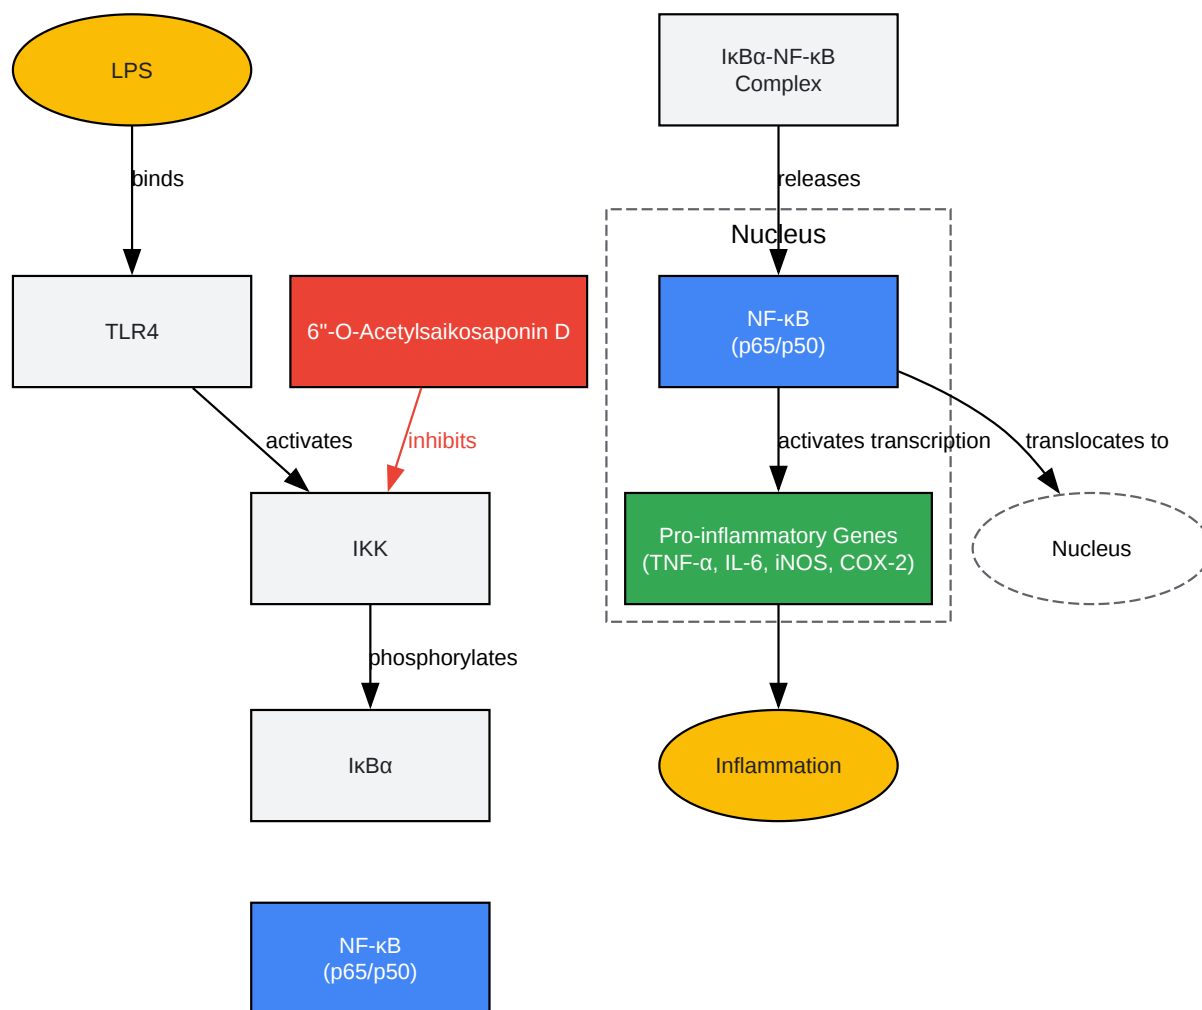 LPS
IκBα-NF-κB
Complex
binds
releases
Nucleus
TLR4
6"-O-Acetylsaikosaponin D
NF-κB
(p65/p50)
activates
inhibits
activates transcription
translocates to
IKK
Pro-inflammatory Genes
(TNF-α, IL-6, iNOS, COX-2)
Nucleus
phosphorylates
IκBα
Inflammation
NF-κB
(p65/p50)